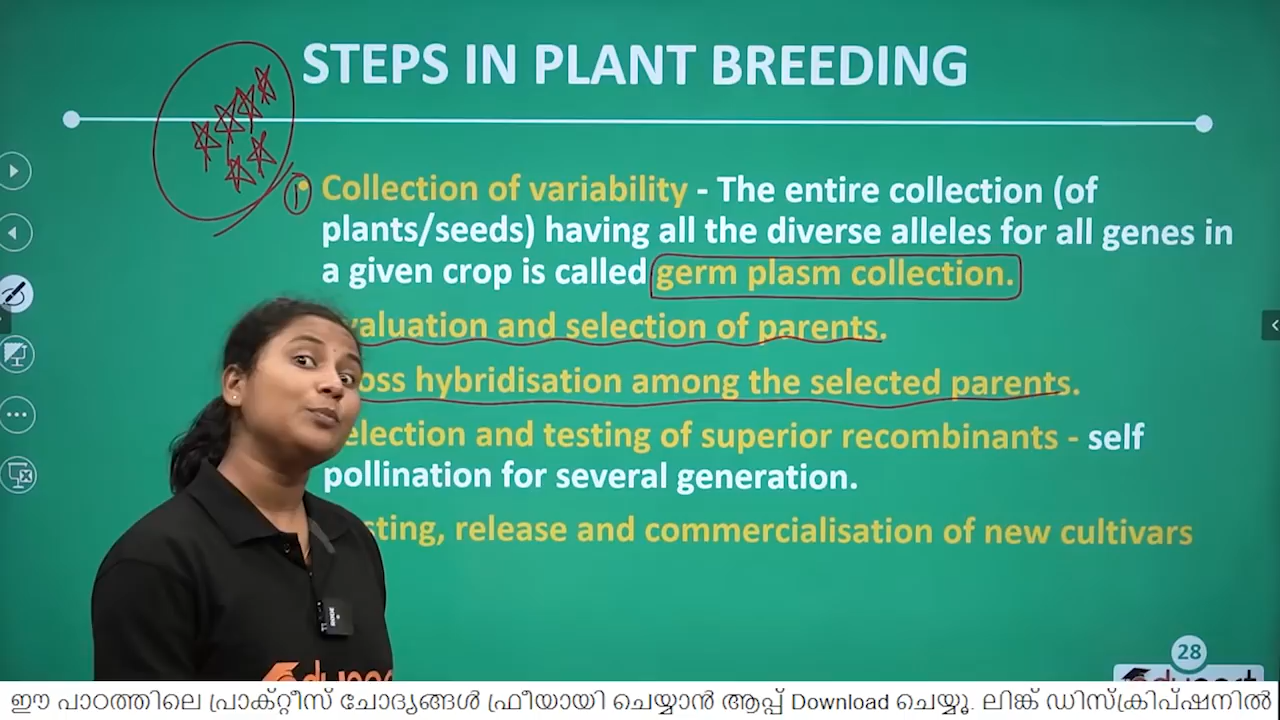 STEPS IN PLANT BREEDING
1
Collection of variability - The entire collection (of
plants/seeds) having all the diverse alleles for all genes in
a given crop is called germ plasm collection.
valuation and selection of parents.
oss hybridisation among the selected parents.
election and testing of superior recombinants - self
pollination for several generation.
sting, release and commercialisation of new cultivars
28
ഈ പാഠത്തിലെ പ്രാക്റ്റീസ് ചോദ്യങ്ങൾ ഫ്രീയായി ചെയ്യാൻ ആപ്പ് Download ചെയ്യൂ. ലിങ്ക് ഡിസ്ക്രിപ്ഷനിൽ